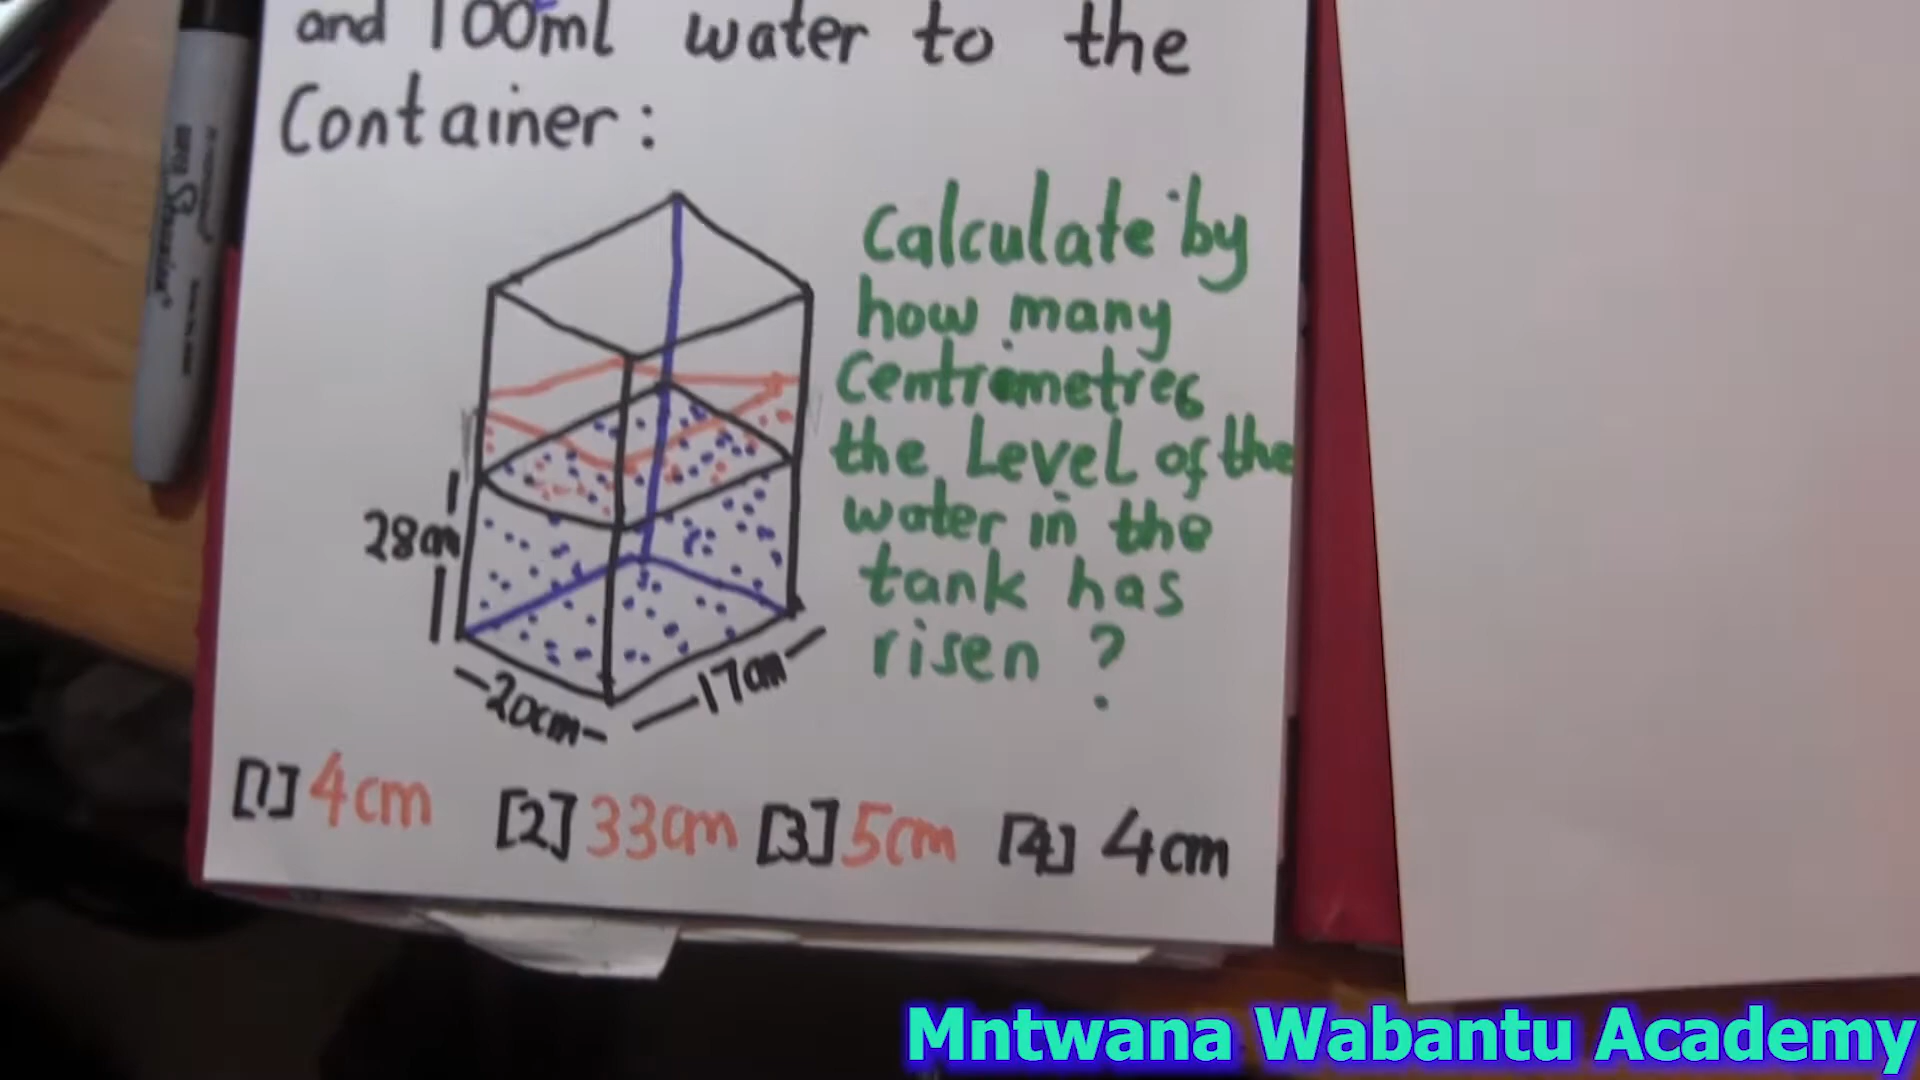 and 100ml water to the
Container:
Calculate by
how many
Centremetres
the Level of the
water in the
tank has
risen ?
28cm
20cm
17cm
[1] 4cm [2] 33cm [3] 5cm [4] 4cm
Mntwana Wabantu Academy